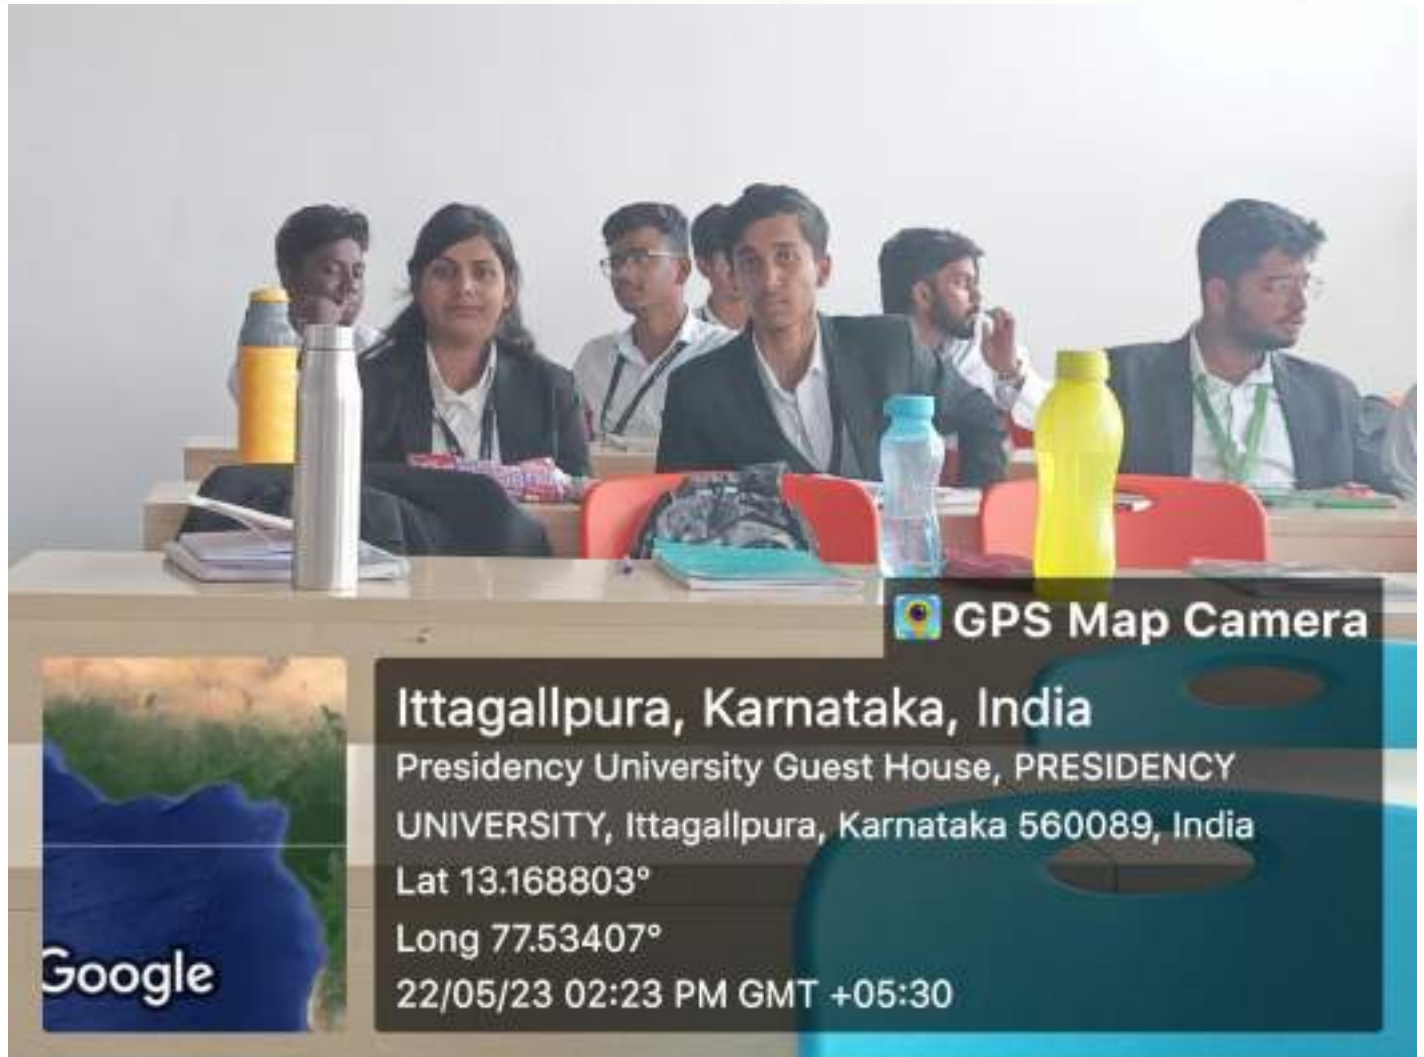 GPS Map Camera
Ittagallpura, Karnataka, India
Presidency University Guest House, PRESIDENCY
UNIVERSITY, Ittagallpura, Karnataka 560089, India
Lat 13.168803°
Long 77.53407°
22/05/23 02:23 PM GMT +05:30
Google